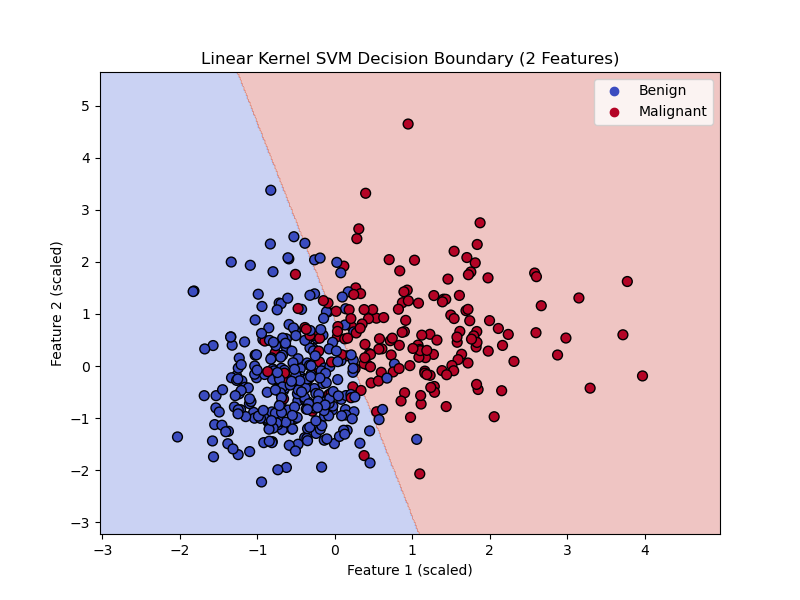 Linear Kernel SVM Decision Boundary (2 Features)
Benign
Malignant
5
4
3
2
1
0
−1
−2
−3
Feature 2 (scaled)
−3 −2 −1 0 1 2 3 4
Feature 1 (scaled)